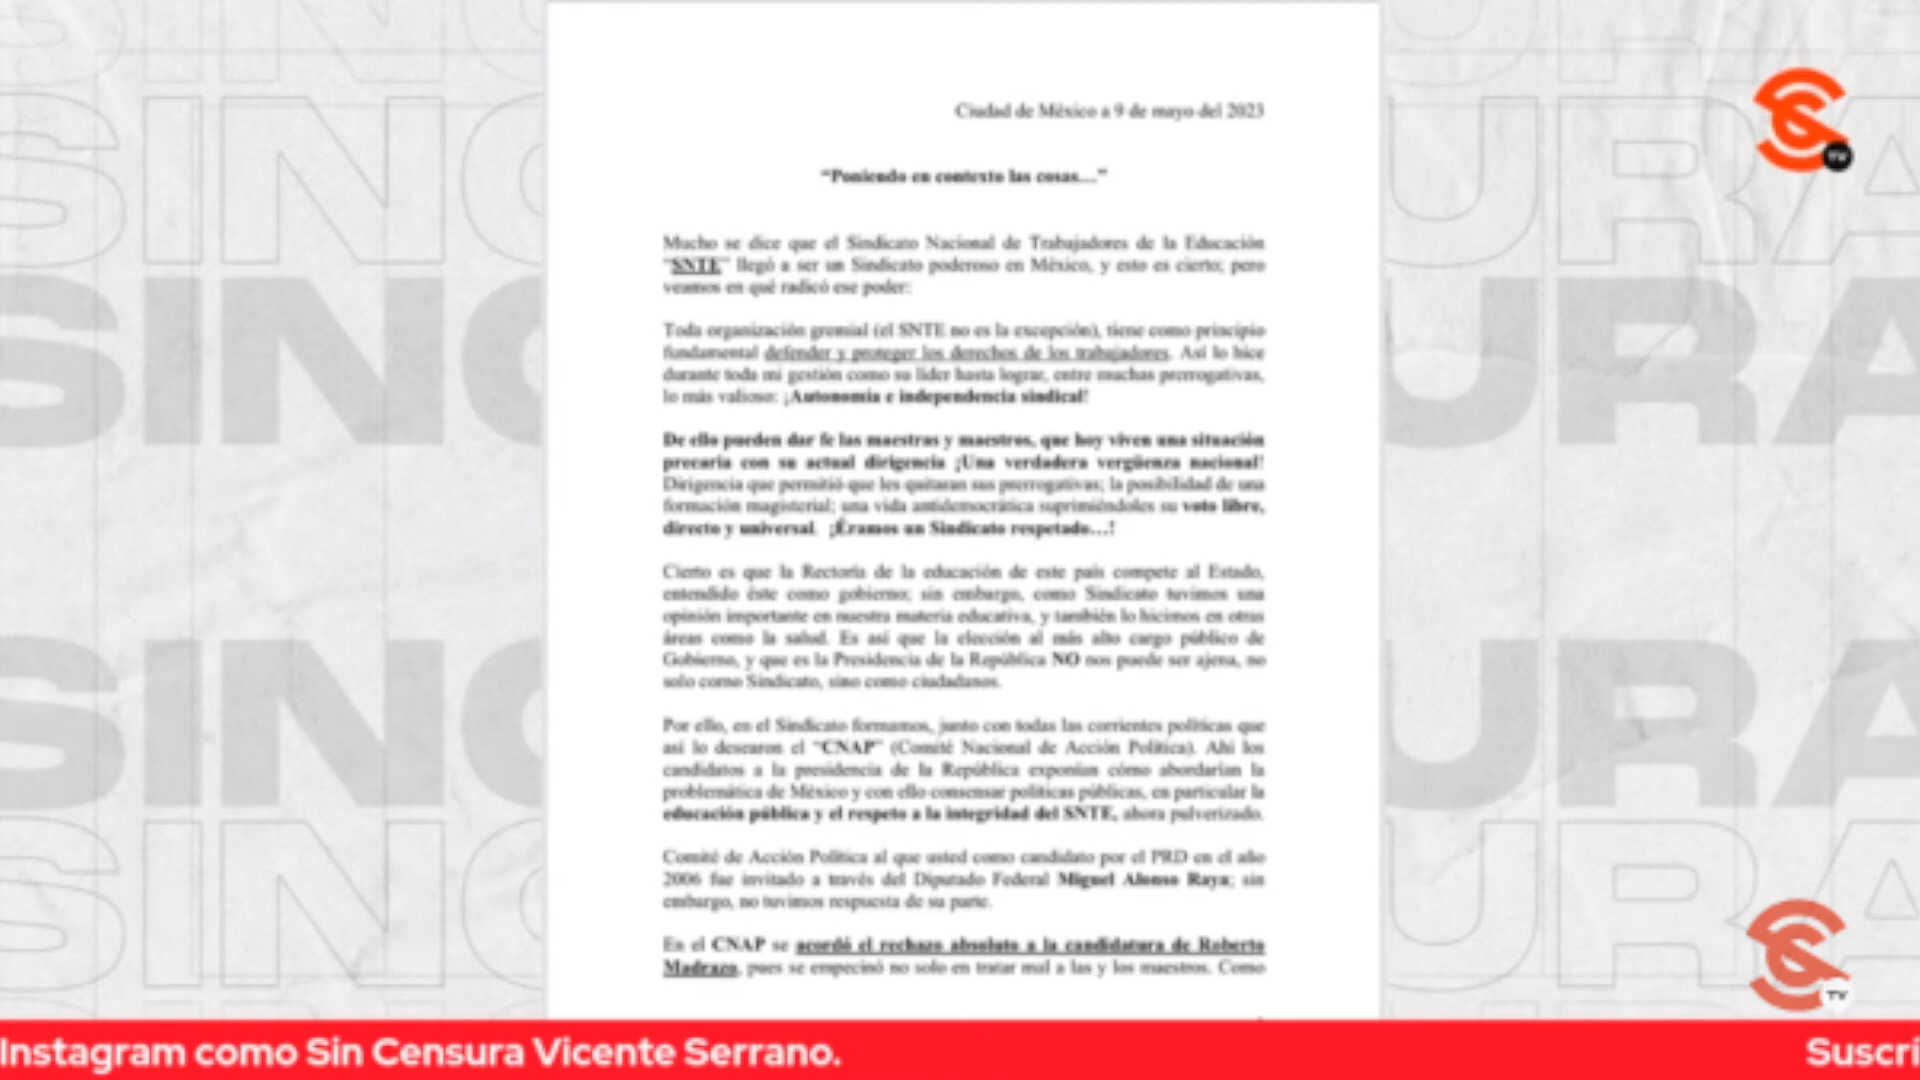 Ciudad de México a 9 de mayo del 2023
“Poniendo en contexto las cosas…”
Mucho se dice que el Sindicato Nacional de Trabajadores de la Educación
“SNTE” llegó a ser un Sindicato poderoso en México, y esto es cierto; pero
veamos en qué radicó ese poder:
Toda organización gremial (el SNTE no es la excepción), tiene como principio
fundamental defender y proteger los derechos de los trabajadores. Así lo hice
durante toda mi gestión como su líder hasta lograr, entre muchas prerrogativas,
lo más valioso: ¡Autonomía e independencia sindical!
De ello pueden dar fe las maestras y maestros, que hoy viven una situación
precaria con su actual dirigencia ¡Una verdadera vergüenza nacional!
Dirigencia que permitió que les quitaran sus prerrogativas; la posibilidad de una
formación magisterial; una vida antidemocrática suprimiéndoles su voto libre,
directo y universal. ¡Éramos un Sindicato respetado…!
Cierto es que la Rectoría de la educación de este país compete al Estado,
entendido éste como gobierno; sin embargo, como Sindicato tuvimos una
opinión importante en nuestra materia educativa, y también lo hicimos en otras
áreas como la salud. Es así que la elección al más alto cargo público de
Gobierno, y que es la Presidencia de la República NO nos puede ser ajena, no
solo como Sindicato, sino como ciudadanos.
Por ello, en el Sindicato formamos, junto con todas las corrientes políticas que
así lo desearon el “CNAP” (Comité Nacional de Acción Política). Ahí los
candidatos a la presidencia de la República exponían cómo abordarían la
problemática de México y con ello consensar políticas públicas, en particular la
educación pública y el respeto a la integridad del SNTE, ahora pulverizado.
Comité de Acción Política al que usted como candidato por el PRD en el año
2006 fue invitado a través del Diputado Federal Miguel Alonso Raya; sin
embargo, no tuvimos respuesta de su parte.
En el CNAP se acordó el rechazo absoluto a la candidatura de Roberto
Madrazo, pues se empecinó no solo en tratar mal a las y los maestros. Como
SIN
URA
SIN
URA
SIN
URA
SIN
URA
TV
TV
Instagram como Sin Censura Vicente Serrano.
Suscri